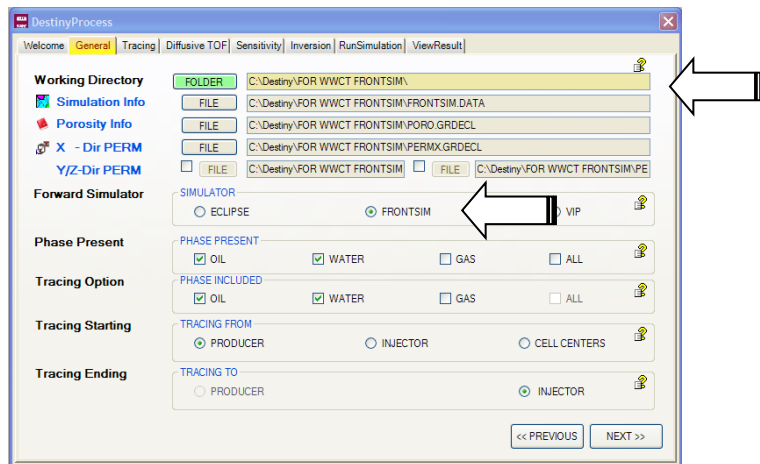 DestinyProcess
Welcome General Tracing Diffusive TOF Sensitivity Inversion RunSimulation ViewResult
Working Directory FOLDER C:\Destiny\FOR WWCT FRONTSIM\
Simulation Info FILE C:\Destiny\FOR WWCT FRONTSIM\FRONTSIM.DATA
Porosity Info FILE C:\Destiny\FOR WWCT FRONTSIM\PORO.GRDECL
X - Dir PERM FILE C:\Destiny\FOR WWCT FRONTSIM\PERMX.GRDECL
Y/Z-Dir PERM FILE C:\Destiny\FOR WWCT FRONTSIM FILE C:\Destiny\FOR WWCT FRONTSIM\PE
Forward Simulator SIMULATOR
ECLIPSE FRONTSIM VIP
Phase Present PHASE PRESENT
OIL WATER GAS ALL
Tracing Option PHASE INCLUDED
OIL WATER GAS ALL
Tracing Starting TRACING FROM
PRODUCER INJECTOR CELL CENTERS
Tracing Ending TRACING TO
PRODUCER INJECTOR
<< PREVIOUS NEXT >>